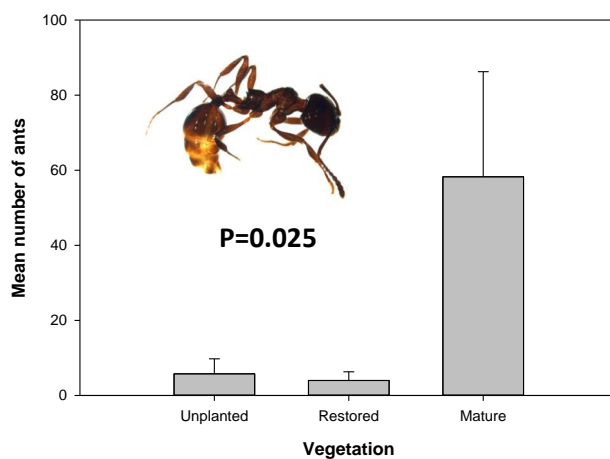 100
80
60
40
20
0
Mean number of ants
P=0.025
Unplanted Restored Mature
Vegetation